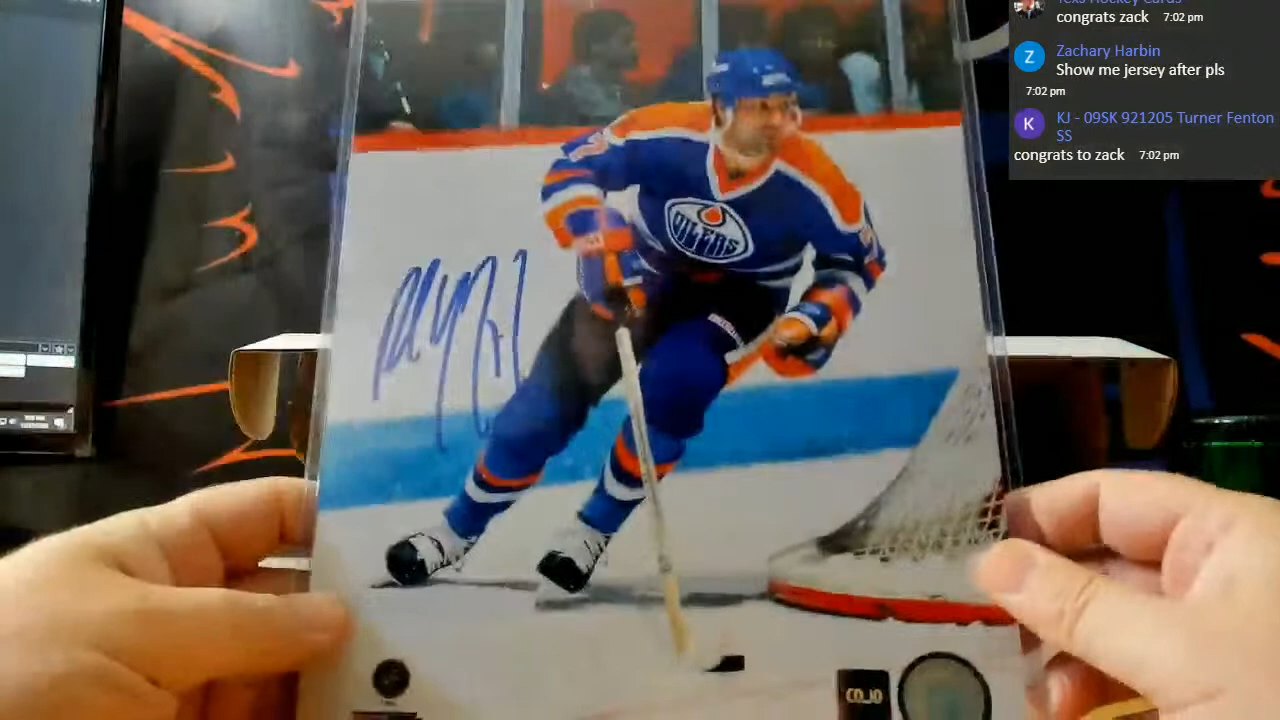 congrats zack 7:02 pm
Zachary Harbin
Show me jersey after pls
7:02 pm
KJ - 09SK 921205 Turner Fenton
SS
congrats to zack 7:02 pm
Z
K
OILERS
COJO